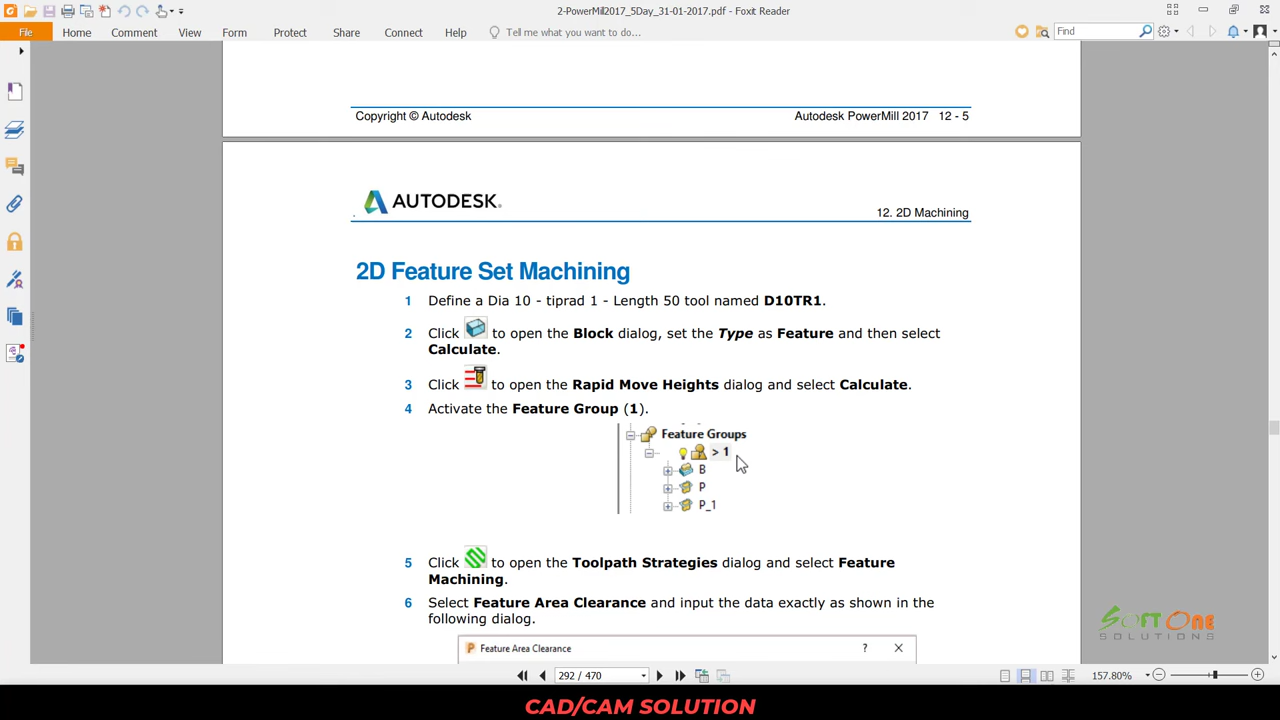 2-PowerMill2017_5Day_31-01-2017.pdf - Foxit Reader
File Home Comment View Form Protect Share Connect Help Tell me what you want to do... Find
Copyright © Autodesk Autodesk PowerMill 2017 12 - 5
AUTODESK®
12. 2D Machining
2D Feature Set Machining
1 Define a Dia 10 - tiprad 1 - Length 50 tool named D10TR1.
2 Click to open the Block dialog, set the Type as Feature and then select
Calculate.
3 Click to open the Rapid Move Heights dialog and select Calculate.
4 Activate the Feature Group (1).
Feature Groups
> 1
B
P
P_1
5 Click to open the Toolpath Strategies dialog and select Feature
Machining.
6 Select Feature Area Clearance and input the data exactly as shown in the
following dialog.
Feature Area Clearance ?
SOFT ONE
SOLUTIONS
292 / 470 157.80%
CAD/CAM SOLUTION